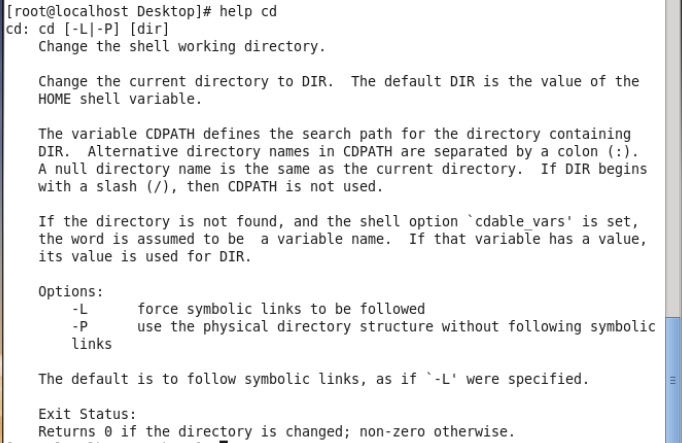 [root@localhost Desktop]# help cd
cd: cd [-L|-P] [dir]
    Change the shell working directory.

    Change the current directory to DIR.  The default DIR is the value of the
    HOME shell variable.

    The variable CDPATH defines the search path for the directory containing
    DIR.  Alternative directory names in CDPATH are separated by a colon (:).
    A null directory name is the same as the current directory.  If DIR begins
    with a slash (/), then CDPATH is not used.

    If the directory is not found, and the shell option `cdable_vars' is set,
    the word is assumed to be  a variable name.  If that variable has a value,
    its value is used for DIR.

    Options:
        -L      force symbolic links to be followed
        -P      use the physical directory structure without following symbolic
        links

    The default is to follow symbolic links, as if `-L' were specified.

    Exit Status:
    Returns 0 if the directory is changed; non-zero otherwise.